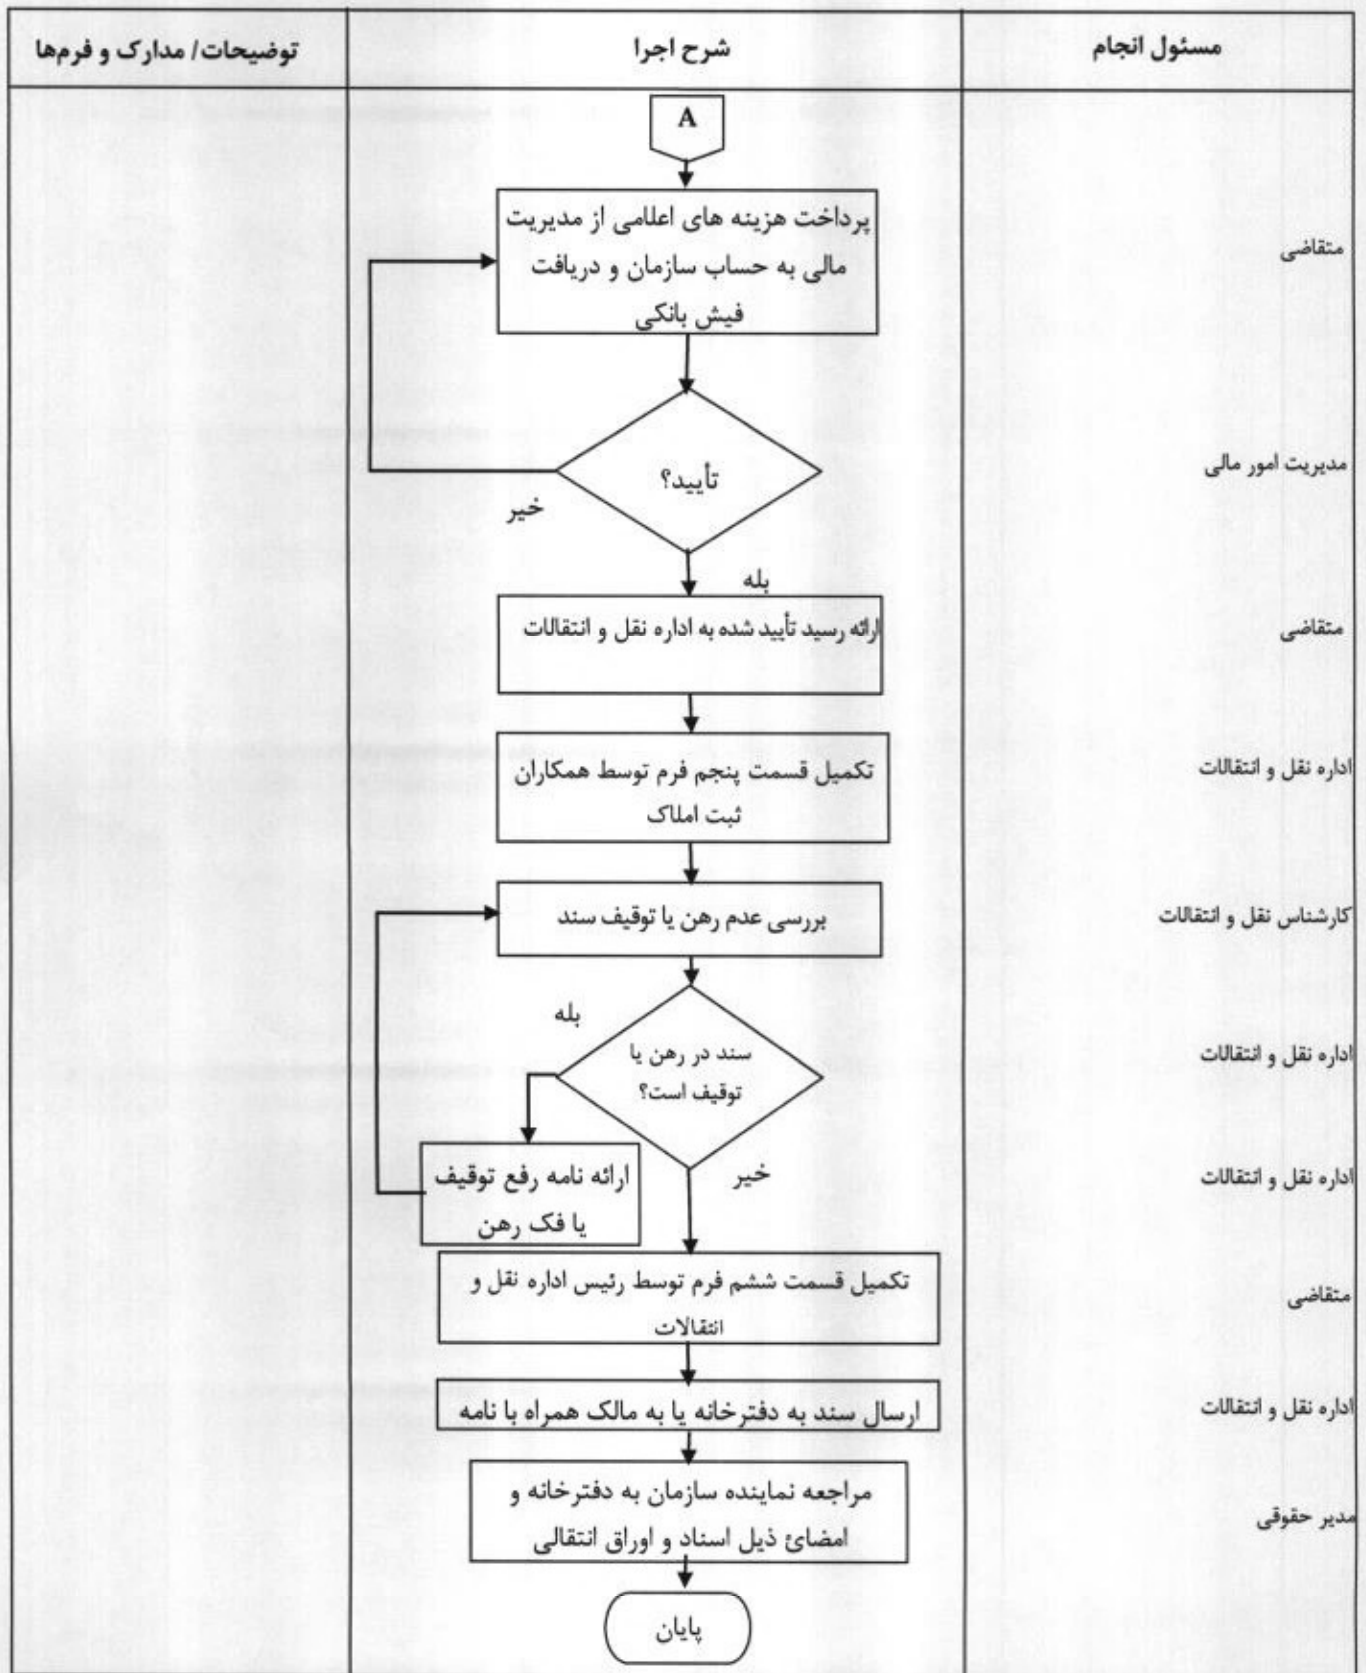 مسئول انجام
شرح اجرا
توضیحات/ مدارک و فرم‌ها
A
متقاضی
پرداخت هزینه های اعلامی از مدیریت
مالی به حساب سازمان و دریافت
فیش بانکی
مدیریت امور مالی
تأیید؟
خیر
بله
متقاضی
ارائه رسید تأیید شده به اداره نقل و انتقالات
اداره نقل و انتقالات
تکمیل قسمت پنجم فرم توسط همکاران
ثبت املاک
کارشناس نقل و انتقالات
بررسی عدم رهن یا توقیف سند
اداره نقل و انتقالات
بله
سند در رهن یا
توقیف است؟
خیر
اداره نقل و انتقالات
ارائه نامه رفع توقیف
یا فک رهن
متقاضی
تکمیل قسمت ششم فرم توسط رئیس اداره نقل و
انتقالات
اداره نقل و انتقالات
ارسال سند به دفترخانه یا به مالک همراه با نامه
مدیر حقوقی
مراجعه نماینده سازمان به دفترخانه و
امضائ ذیل اسناد و اوراق انتقالی
پایان